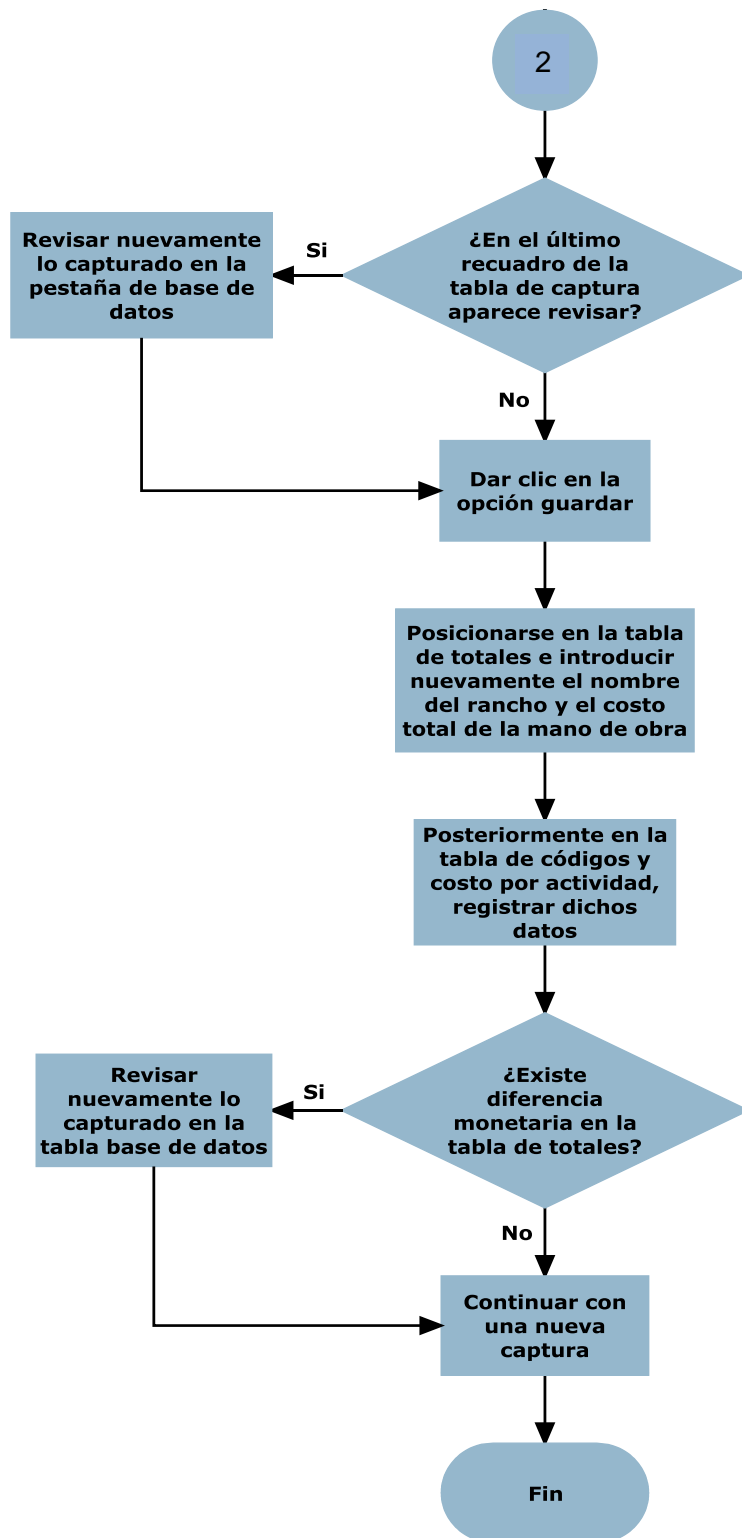 2
¿En el último
recuadro de la
tabla de captura
aparece revisar?
Si
Revisar nuevamente
lo capturado en la
pestaña de base de
datos
No
Dar clic en la
opción guardar
Posicionarse en la tabla
de totales e introducir
nuevamente el nombre
del rancho y el costo
total de la mano de obra
Posteriormente en la
tabla de códigos y
costo por actividad,
registrar dichos
datos
¿Existe
diferencia
monetaria en la
tabla de totales?
Si
Revisar
nuevamente lo
capturado en la
tabla base de datos
No
Continuar con
una nueva
captura
Fin